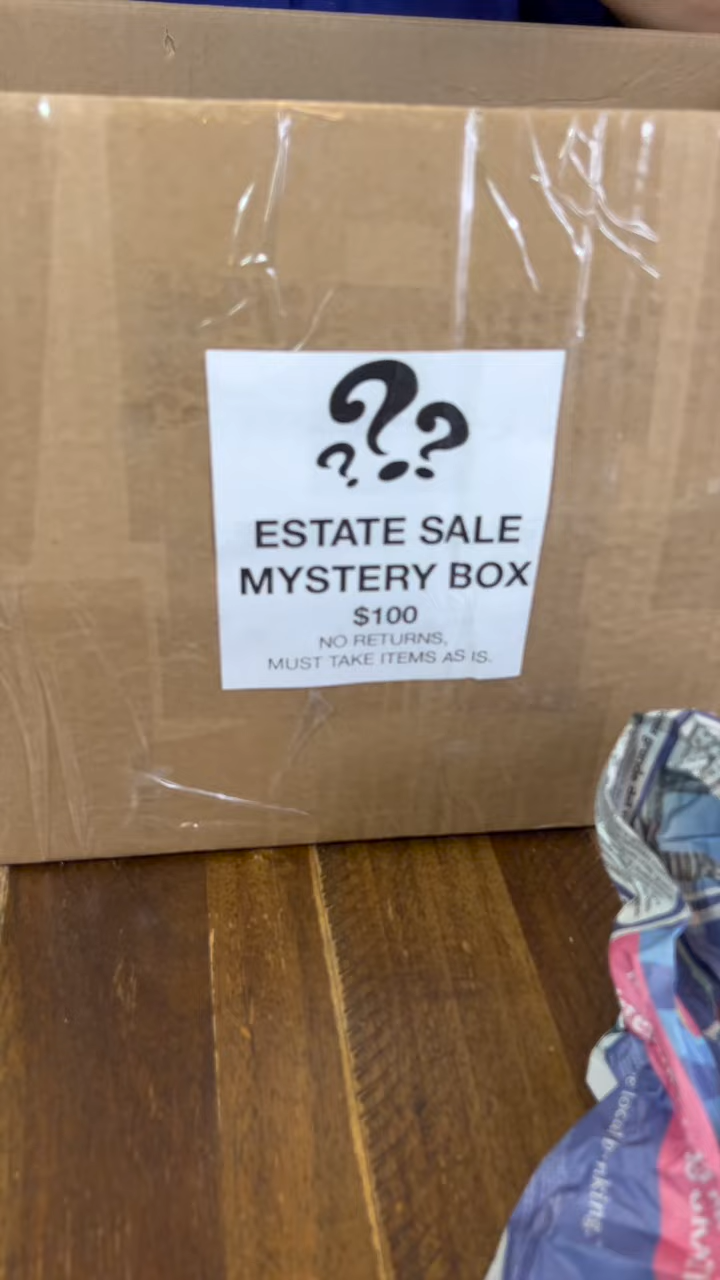 ???
ESTATE SALE
MYSTERY BOX
$100
NO RETURNS,
MUST TAKE ITEMS AS IS.